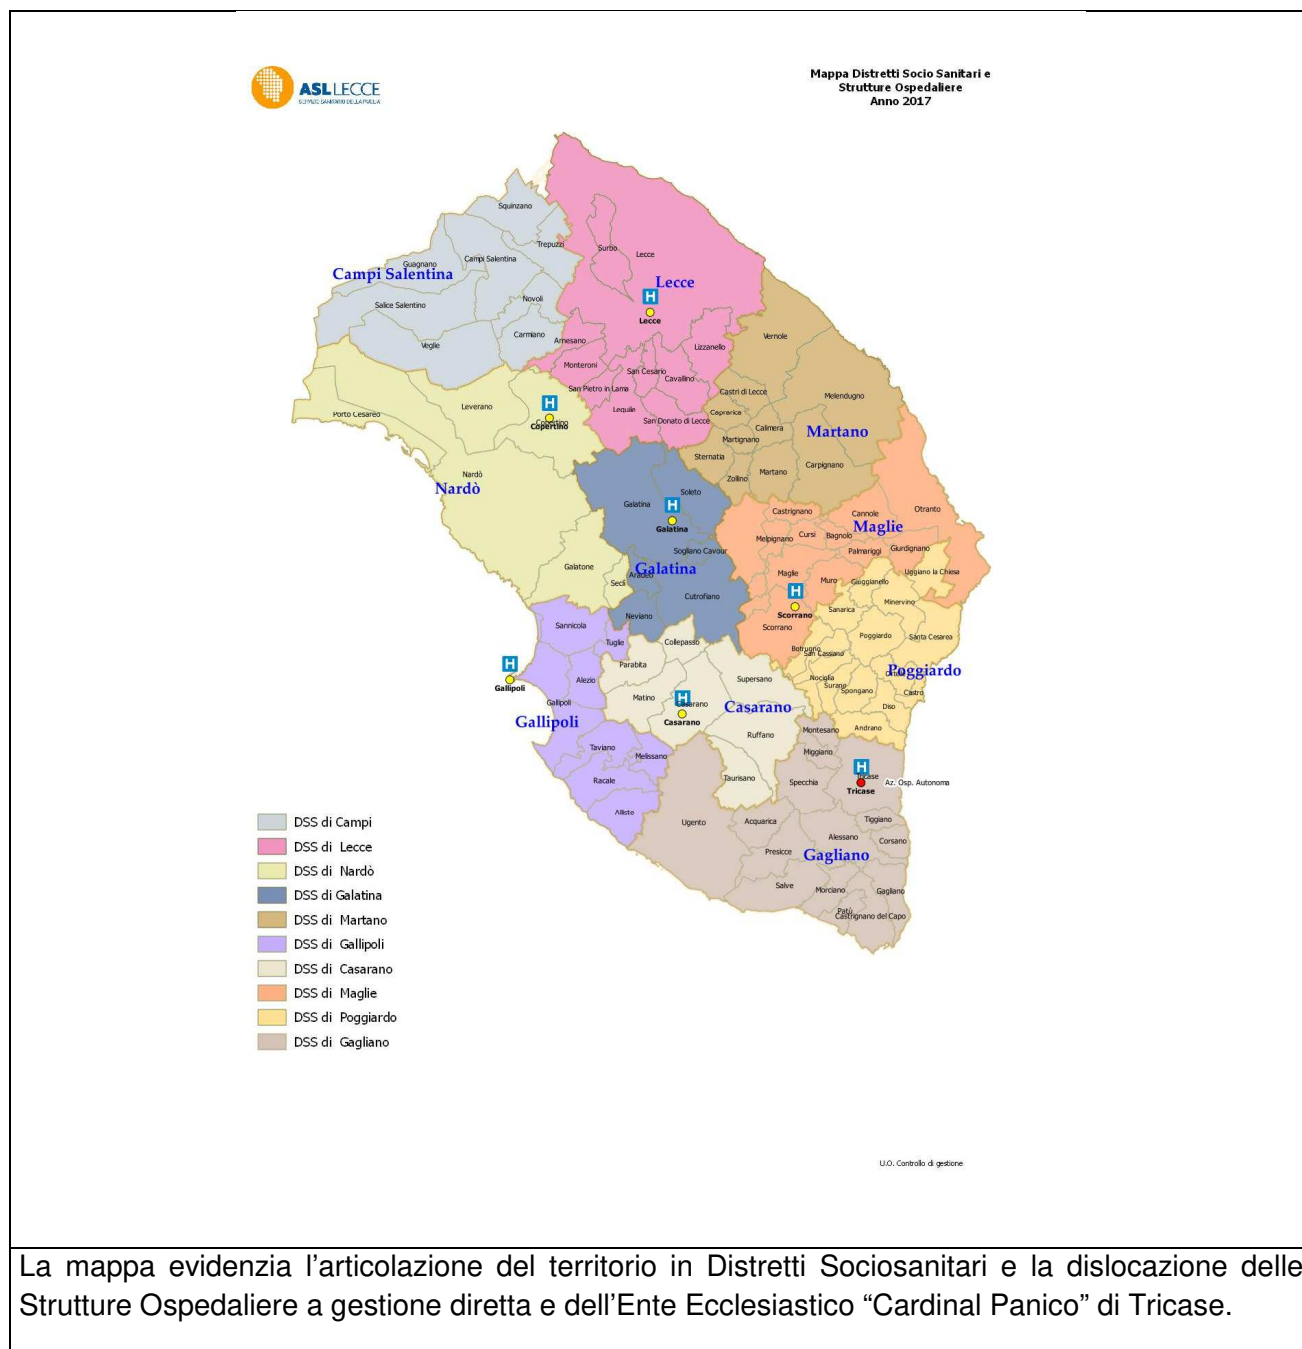 ASL LECCE
SERVIZIO SANITARIO DELLA PUGLIA
Mappa Distretti Socio Sanitari e
Strutture Ospedaliere
Anno 2017
Squinzano
Trepuzzi
Surbo
Lecce
Guagnano
Campi Salentina
Campi Salentina
Lecce
H
Salice Salentino
Novoli
Lecce
Veglie
Carmiano
Arnesano
Vernole
Lizzanello
Monteroni
San Cesario
Cavallino
San Pietro in Lama
Castri di Lecce
Melendugno
Leverano
H
Lequile
Caprarica
Porto Cesareo
Copertino
Copertino
San Donato di Lecce
Calimera
Martano
Martignano
Sternatia
Carpignano
Nardò
Zollino
Martano
Nardò
Soleto
Galatina
H
Castrignano
Cannole
Otranto
Galatina
Maglie
Melpignano
Cursi
Bagnolo
Sogliano Cavour
Palmariggi
Giurdignano
Galatone
Galatina
Aradeo
Maglie
Uggiano la Chiesa
Seclì
Muro
Giuggianello
H
Cutrofiano
Minervino
Sanarica
Scorrano
Neviano
Sannicola
Scorrano
Poggiardo
Santa Cesarea
Tuglie
Collepasso
Botrugno
San Cassiano
H
Parabita
Poggiardo
Gallipoli
Alezio
Supersano
Nociglia
Surano
Spongano
Castro
Gallipoli
Matino
H
Casarano
Casarano
Diso
Gallipoli
Casarano
Andrano
Montesano
Ruffano
Taviano
Miggiano
Melissano
H
Racale
Taurisano
Specchia
Tricase
Az. Osp. Autonoma
Tricase
Alliste
Ugento
Acquarica
Tiggiano
Alessano
Corsano
Presicce
Gagliano
Salve
Morciano
Gagliano
Patù
Castrignano del Capo
DSS di Campi
DSS di Lecce
DSS di Nardò
DSS di Galatina
DSS di Martano
DSS di Gallipoli
DSS di Casarano
DSS di Maglie
DSS di Poggiardo
DSS di Gagliano
U.O. Controllo di gestione
La mappa evidenzia l'articolazione del territorio in Distretti Sociosanitari e la dislocazione delle
Strutture Ospedaliere a gestione diretta e dell'Ente Ecclesiastico “Cardinal Panico” di Tricase.